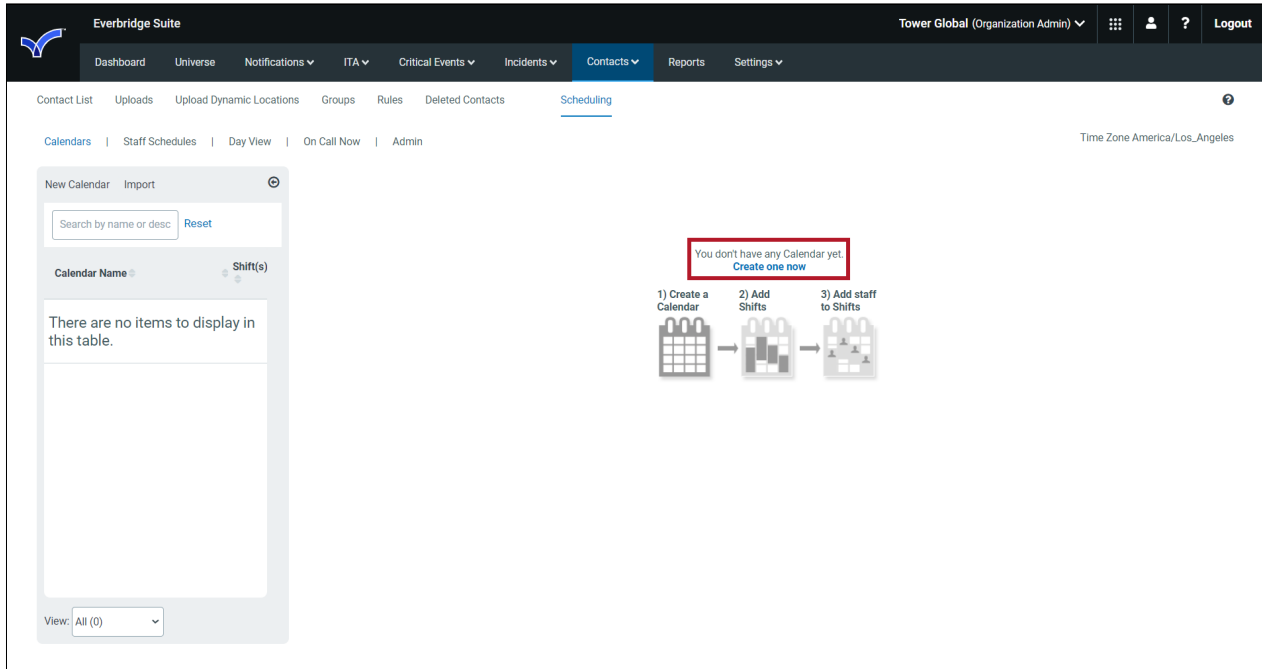 Everbridge Suite
Tower Global (Organization Admin)
?
Logout
Dashboard Universe Notifications ITA Critical Events Incidents Contacts Reports Settings
Contact List Uploads Upload Dynamic Locations Groups Rules Deleted Contacts Scheduling
?
Calendars | Staff Schedules | Day View | On Call Now | Admin
Time Zone America/Los_Angeles
New Calendar Import
Search by name or desc Reset
Calendar Name Shift(s)
There are no items to display in
this table.
View: All (0)
You don't have any Calendar yet.
Create one now
1) Create a
Calendar
2) Add
Shifts
3) Add staff
to Shifts